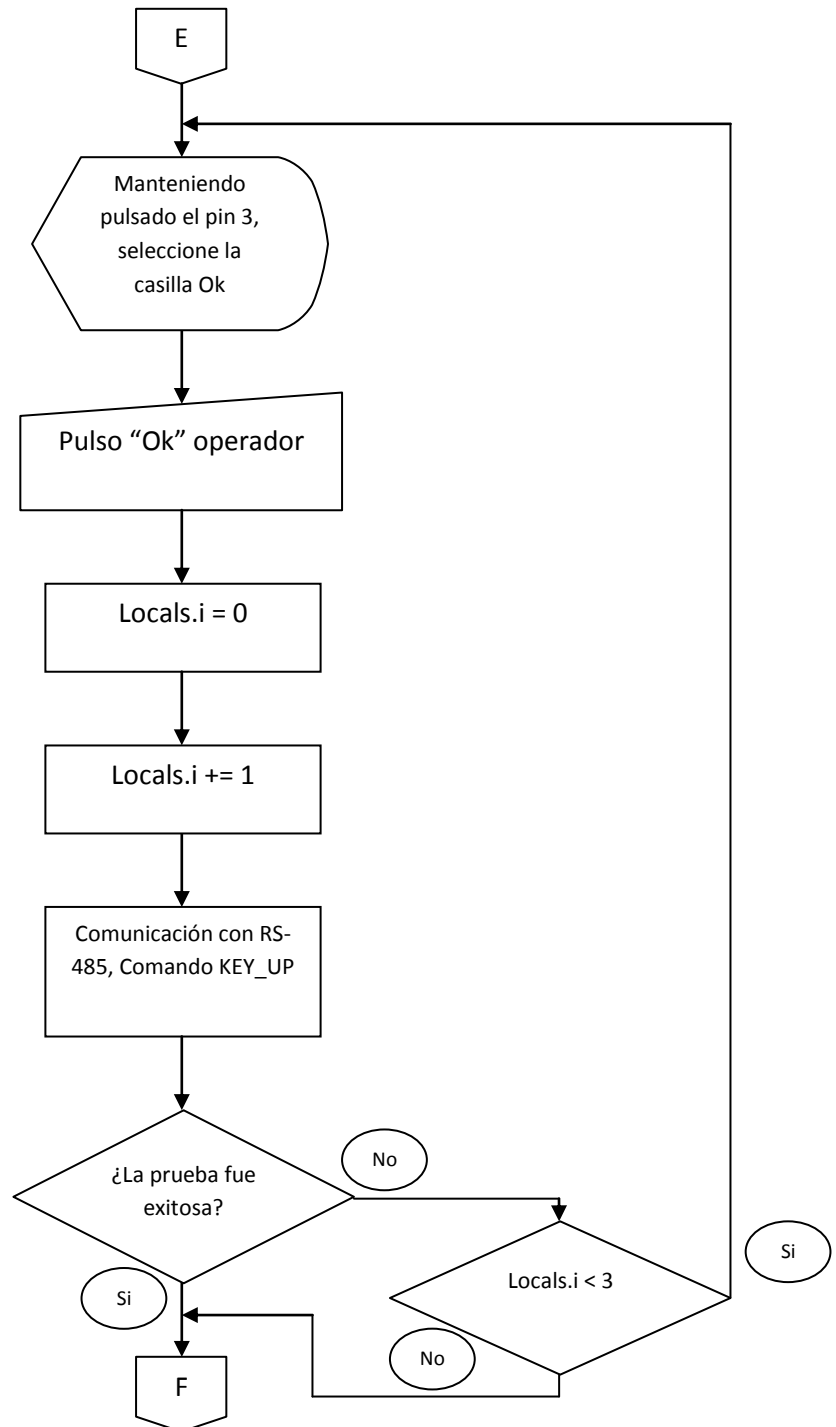 E
Manteniendo
pulsado el pin 3,
seleccione la
casilla Ok
Pulso “Ok” operador
Locals.i = 0
Locals.i += 1
Comunicación con RS-
485, Comando KEY_UP
¿La prueba fue
exitosa?
No
Si
Locals.i < 3
Si
No
F